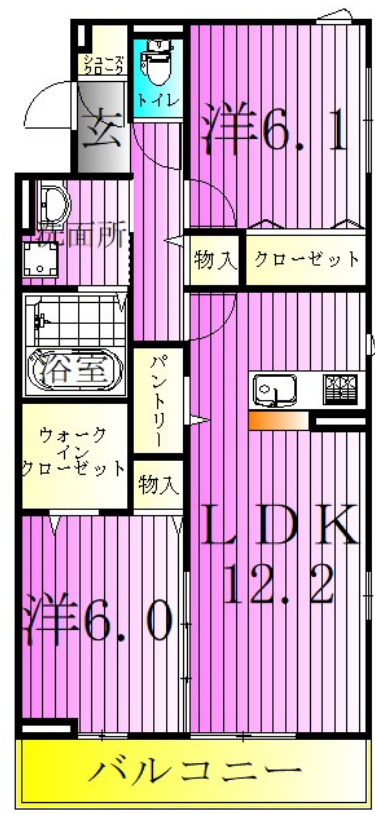 シューズ
クローク
トイレ
玄
洋6.1
洗面所
物入
クローゼット
浴室
パントリー
ウォーク
イン
クローゼット
物入
LDK
12.2
洋6.0
バルコニー